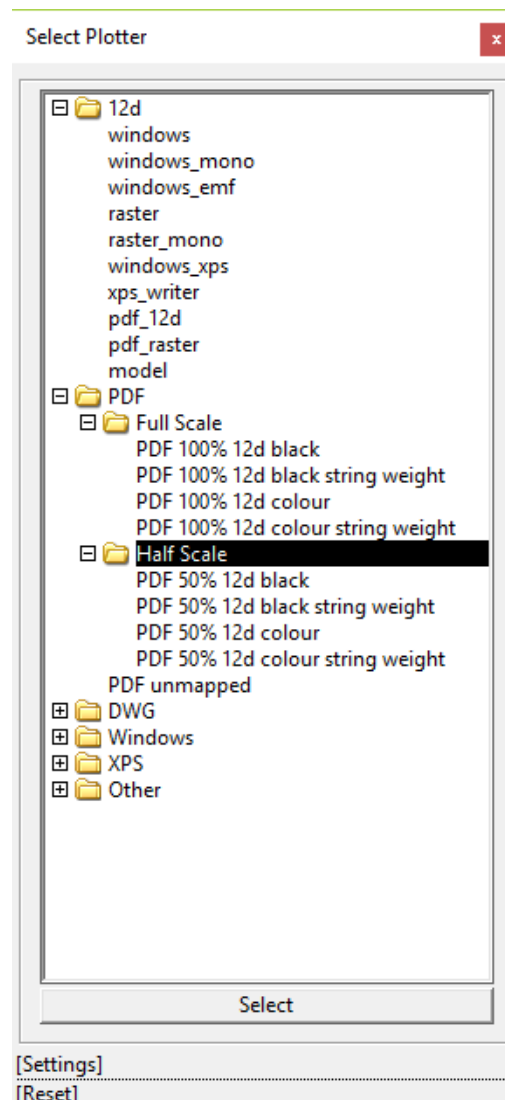 Select Plotter
x
12d
windows
windows_mono
windows_emf
raster
raster_mono
windows_xps
xps_writer
pdf_12d
pdf_raster
model
PDF
Full Scale
PDF 100% 12d black
PDF 100% 12d black string weight
PDF 100% 12d colour
PDF 100% 12d colour string weight
Half Scale
PDF 50% 12d black
PDF 50% 12d black string weight
PDF 50% 12d colour
PDF 50% 12d colour string weight
PDF unmapped
DWG
Windows
XPS
Other
Select
[Settings]
[Reset]